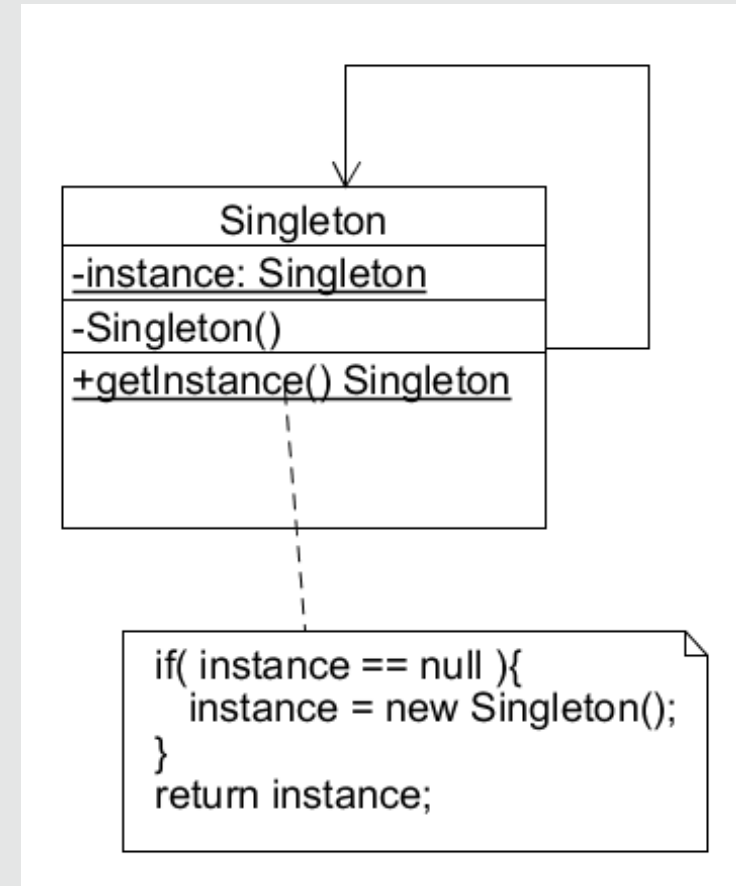 Singleton
-instance: Singleton
-Singleton()
+getInstance() Singleton
if( instance == null ){
instance = new Singleton();
}
return instance;